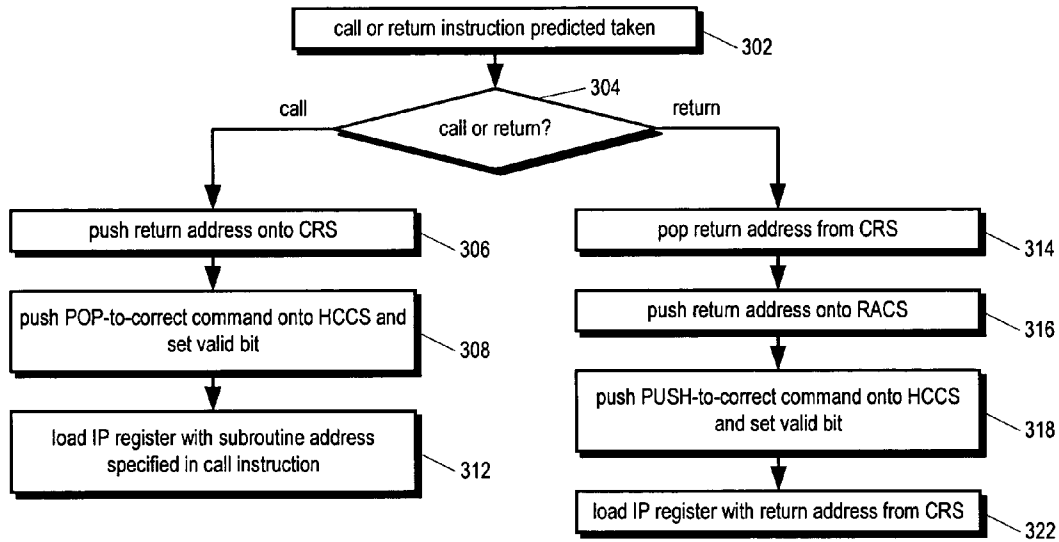 call or return instruction predicted taken
302
304
call
return
call or return?
push return address onto CRS
306
push POP-to-correct command onto HCCS and
set valid bit
308
load IP register with subroutine address
specified in call instruction
312
pop return address from CRS
314
push return address onto RACS
316
push PUSH-to-correct command onto HCCS
and set valid bit
318
load IP register with return address from CRS
322